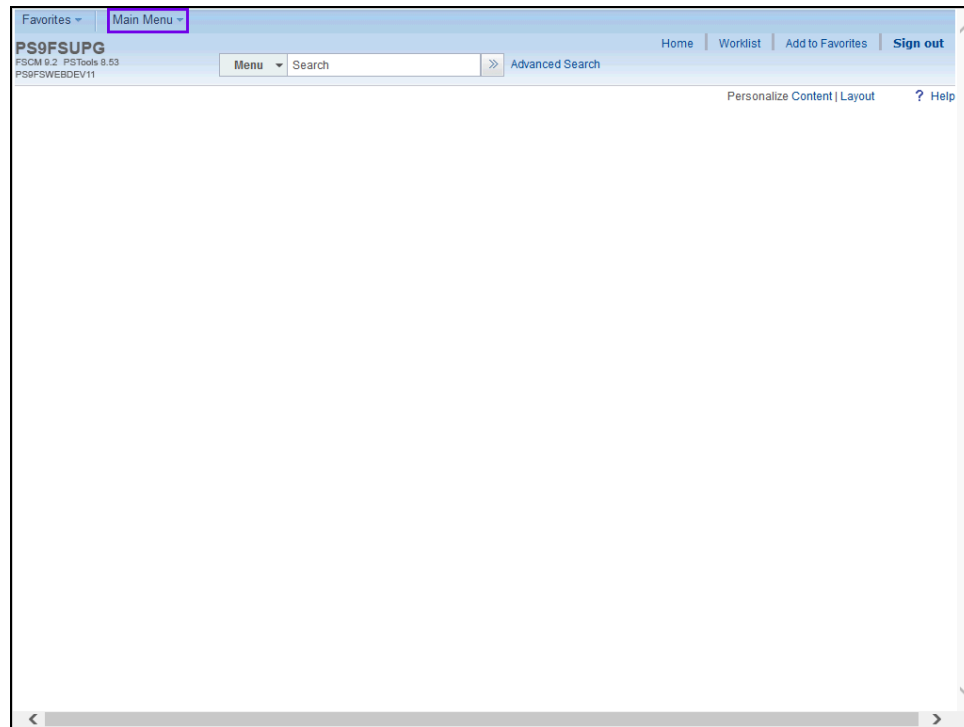 Favorites Main Menu
PS9FSUPG
FSCM 9.2 PSTools 8.53
PS9FSWEBDEV11
Home Worklist Add to Favorites Sign out
Menu Search » Advanced Search
Personalize Content | Layout ? Help